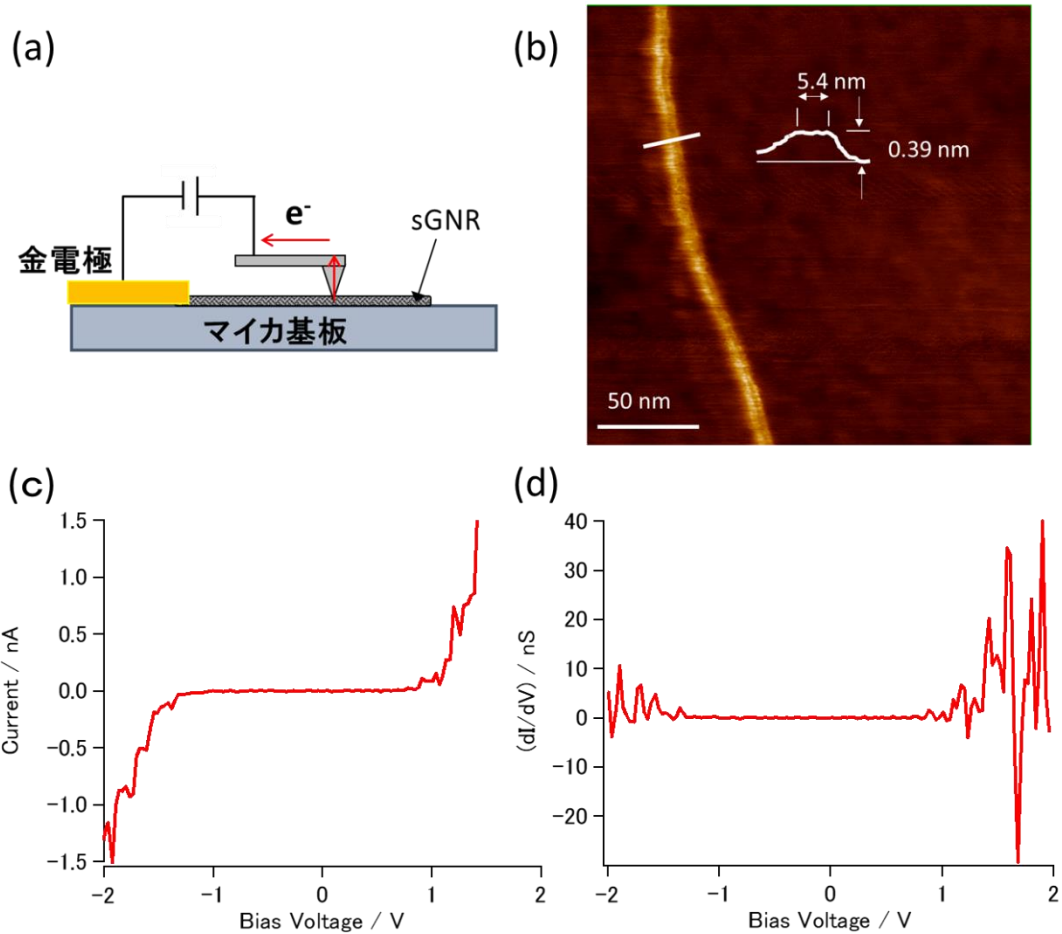 (a)
e⁻
sGNR
金電極
マイカ基板
(b)
5.4 nm
0.39 nm
50 nm
(c)
1.5
1.0
0.5
0.0
−0.5
−1.0
−1.5
Current / nA
−2
−1
0
1
2
Bias Voltage / V
(d)
40
30
20
10
0
−10
−20
(dI/dV) / nS
−2
−1
0
1
2
Bias Voltage / V